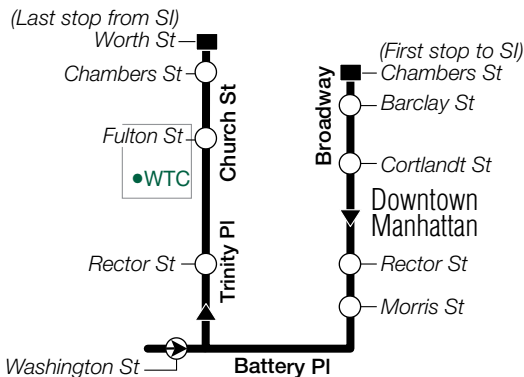 (Last stop from SI)
Worth St
Chambers St
Fulton St
WTC
Church St
Rector St
Trinity Pl
Washington St
Battery Pl
(First stop to SI)
Chambers St
Broadway
Barclay St
Cortlandt St
Downtown
Manhattan
Rector St
Morris St